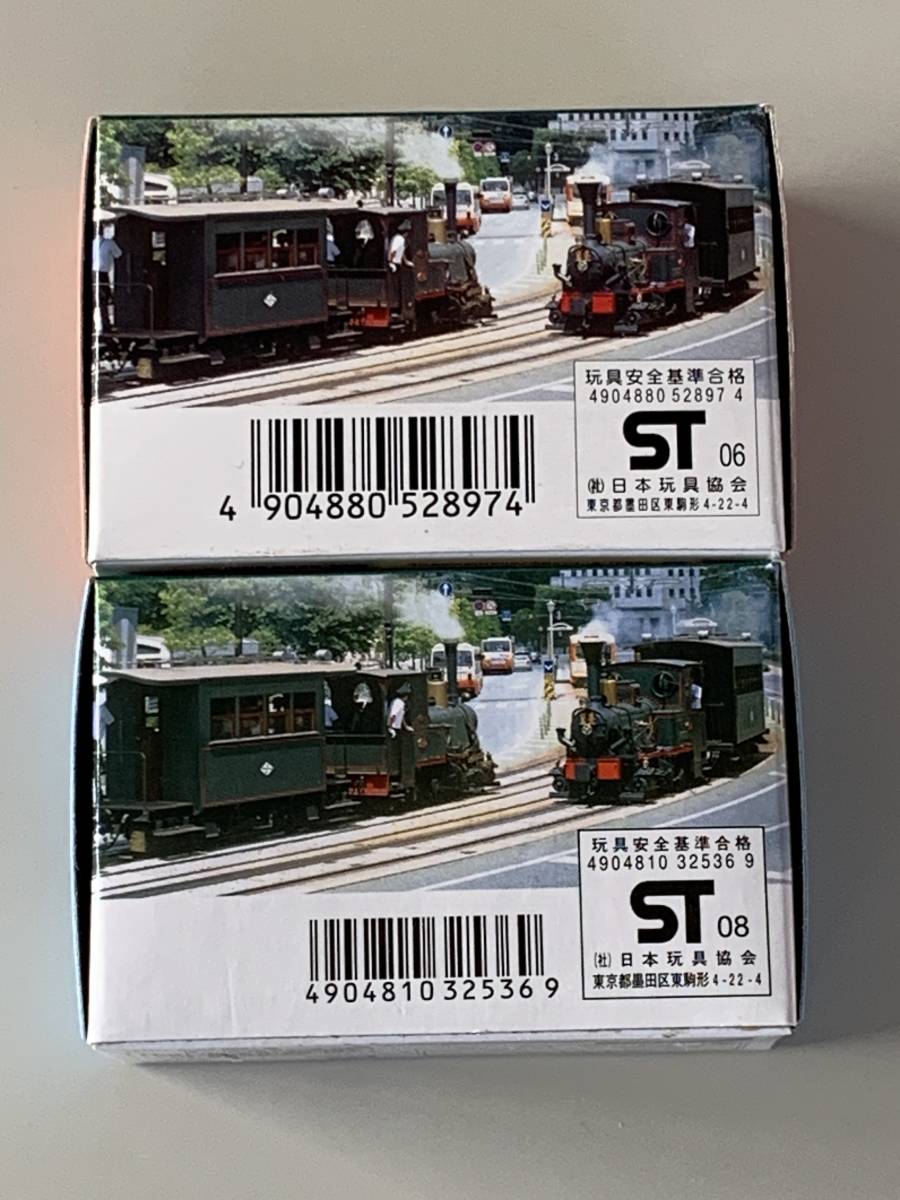 玩具安全基準合格
4904880 52897 4
ST 06
㈳日本玩具協会
東京都墨田区東駒形4-22-4
4 904880 528974
玩具安全基準合格
4904810 32536 9
ST 08
(社)日本玩具協会
東京都墨田区東駒形4-22-4
4904810 325369